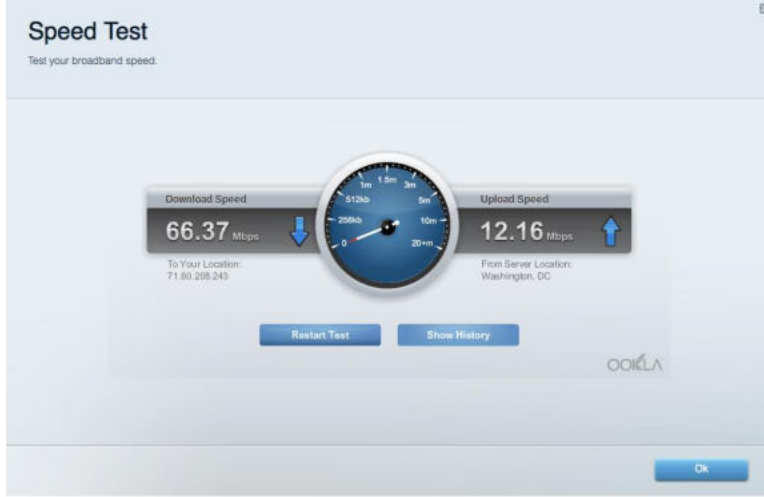 Speed Test
Test your broadband speed.
Download Speed
66.37 Mbps
To Your Location:
71.80.208.243
0
256kb
512kb
1m
1.5m
3m
5m
10m
20+m
Upload Speed
12.16 Mbps
From Server Location:
Washington, DC
Restart Test
Show History
OOKLA
Ok